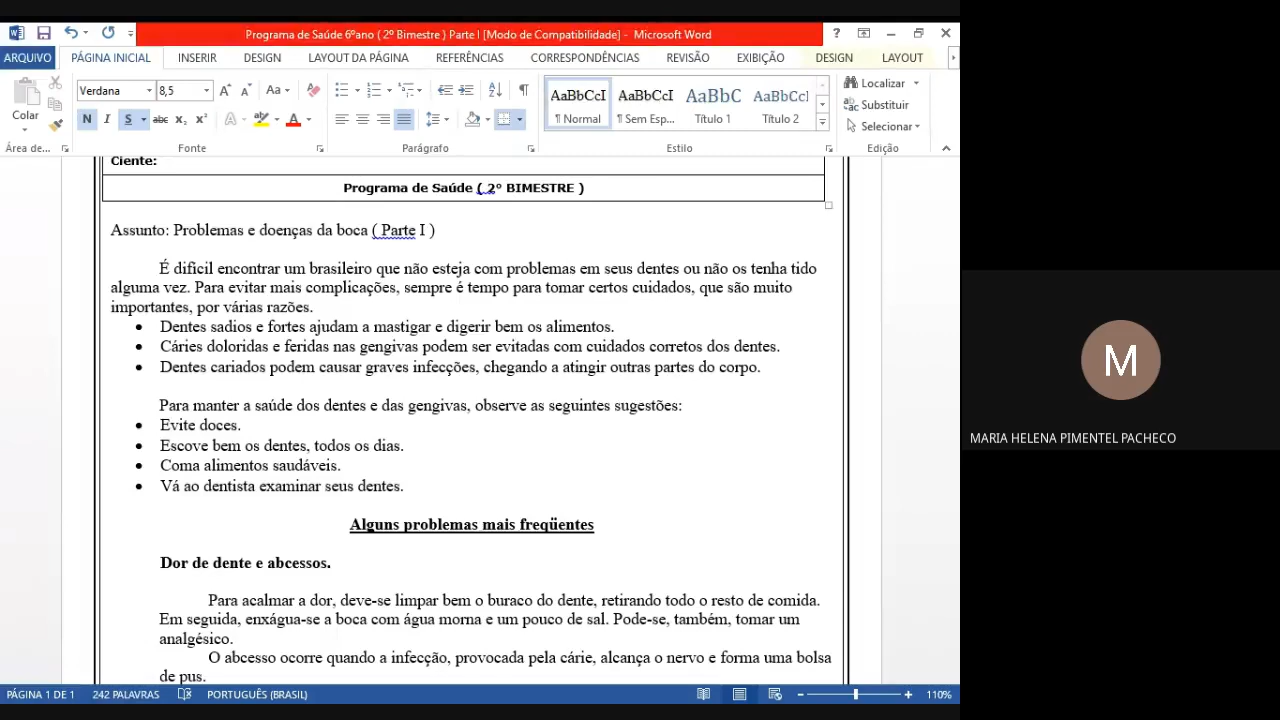 Programa de Saúde 6ºano ( 2º Bimestre ) Parte I [Modo de Compatibilidade] - Microsoft Word
ARQUIVO PÁGINA INICIAL INSERIR DESIGN LAYOUT DA PÁGINA REFERÊNCIAS CORRESPONDÊNCIAS REVISÃO EXIBIÇÃO DESIGN LAYOUT
Verdana 8,5 Aa
AaBbCcI AaBbCcI AaBbC AaBbCcI
Localizar
Substituir
Selecionar
Colar
N I S abc x₂ x² A A
¶ Normal ¶ Sem Esp... Título 1 Título 2
Área de... Fonte Parágrafo Estilo Edição
Ciente:
Programa de Saúde ( 2° BIMESTRE )
Assunto: Problemas e doenças da boca ( Parte I )
É difícil encontrar um brasileiro que não esteja com problemas em seus dentes ou não os tenha tido
alguma vez. Para evitar mais complicações, sempre é tempo para tomar certos cuidados, que são muito
importantes, por várias razões.
• Dentes sadios e fortes ajudam a mastigar e digerir bem os alimentos.
• Cáries doloridas e feridas nas gengivas podem ser evitadas com cuidados corretos dos dentes.
• Dentes cariados podem causar graves infecções, chegando a atingir outras partes do corpo.
Para manter a saúde dos dentes e das gengivas, observe as seguintes sugestões:
• Evite doces.
• Escove bem os dentes, todos os dias.
• Coma alimentos saudáveis.
• Vá ao dentista examinar seus dentes.
Alguns problemas mais freqüentes
Dor de dente e abcessos.
Para acalmar a dor, deve-se limpar bem o buraco do dente, retirando todo o resto de comida.
Em seguida, enxágua-se a boca com água morna e um pouco de sal. Pode-se, também, tomar um
analgésico.
O abcesso ocorre quando a infecção, provocada pela cárie, alcança o nervo e forma uma bolsa
de pus.
PÁGINA 1 DE 1 242 PALAVRAS PORTUGUÊS (BRASIL) 110%
M
MARIA HELENA PIMENTEL PACHECO